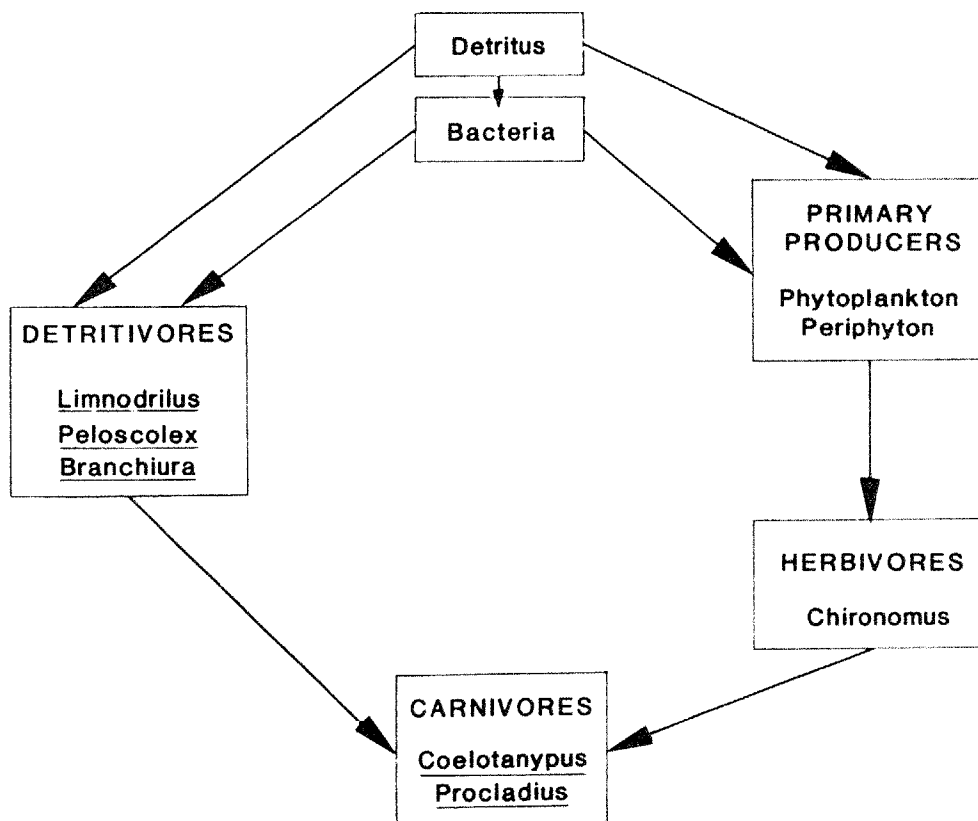 Detritus
Bacteria
PRIMARY
PRODUCERS
Phytoplankton
Periphyton
DETRITIVORES
Limnodrilus
Peloscolex
Branchiura
HERBIVORES
Chironomus
CARNIVORES
Coelotanypus
Procladius